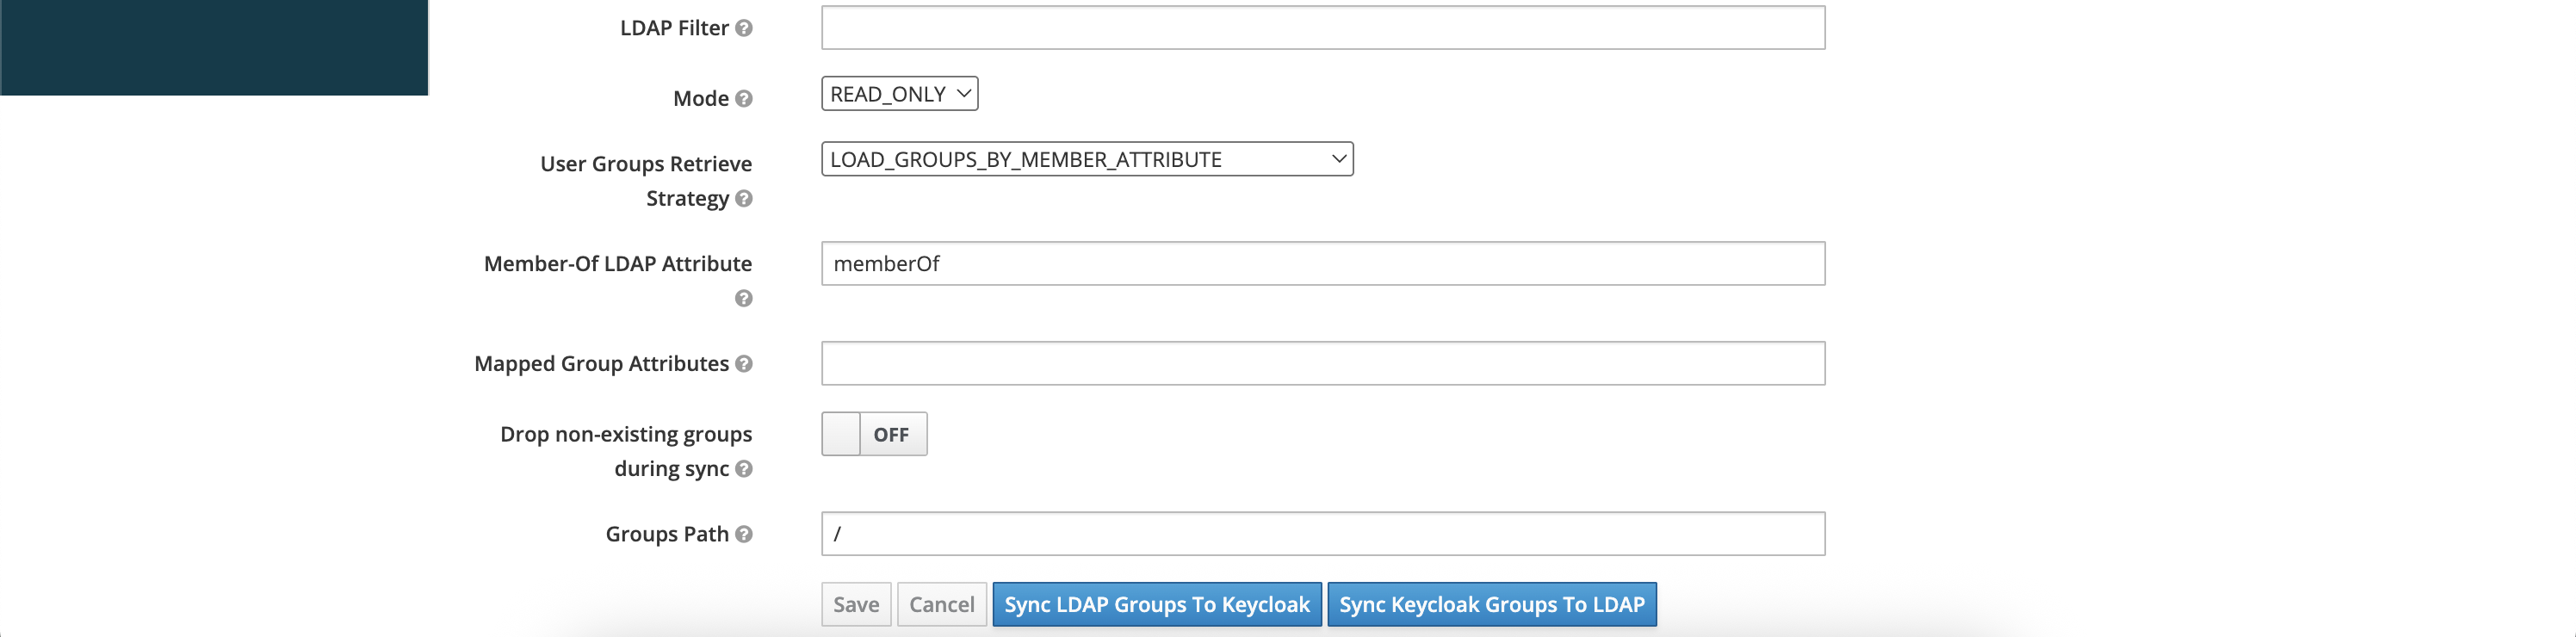 LDAP Filter
Mode READ_ONLY
User Groups Retrieve LOAD_GROUPS_BY_MEMBER_ATTRIBUTE
Strategy
Member-Of LDAP Attribute memberOf
Mapped Group Attributes
Drop non-existing groups OFF
during sync
Groups Path /
Save Cancel Sync LDAP Groups To Keycloak Sync Keycloak Groups To LDAP